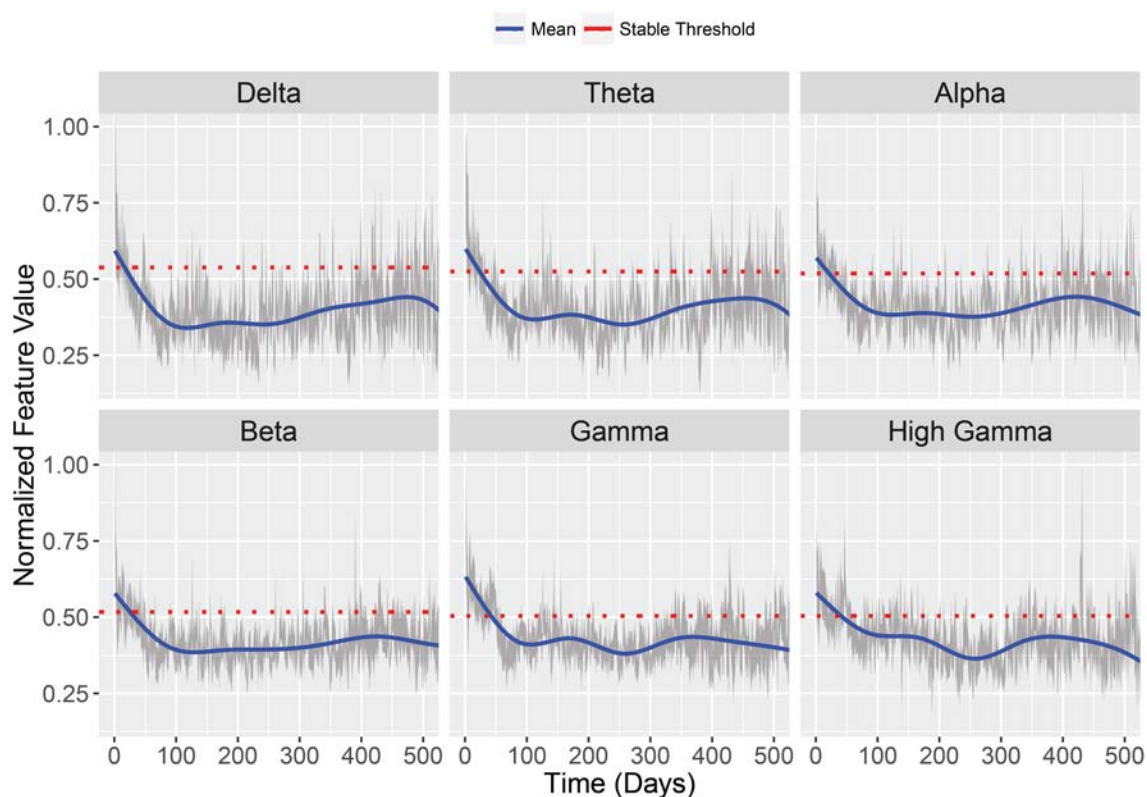 Mean Stable Threshold
Delta Theta Alpha
1.00
0.75
0.50
0.25
Beta Gamma High Gamma
1.00
0.75
0.50
0.25
0 100 200 300 400 500 0 100 200 300 400 500 0 100 200 300 400 500
Time (Days)
Normalized Feature Value